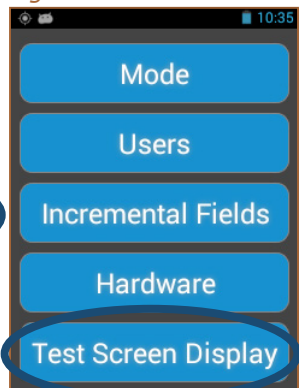 10:35
Mode
Users
Incremental Fields
Hardware
Test Screen Display